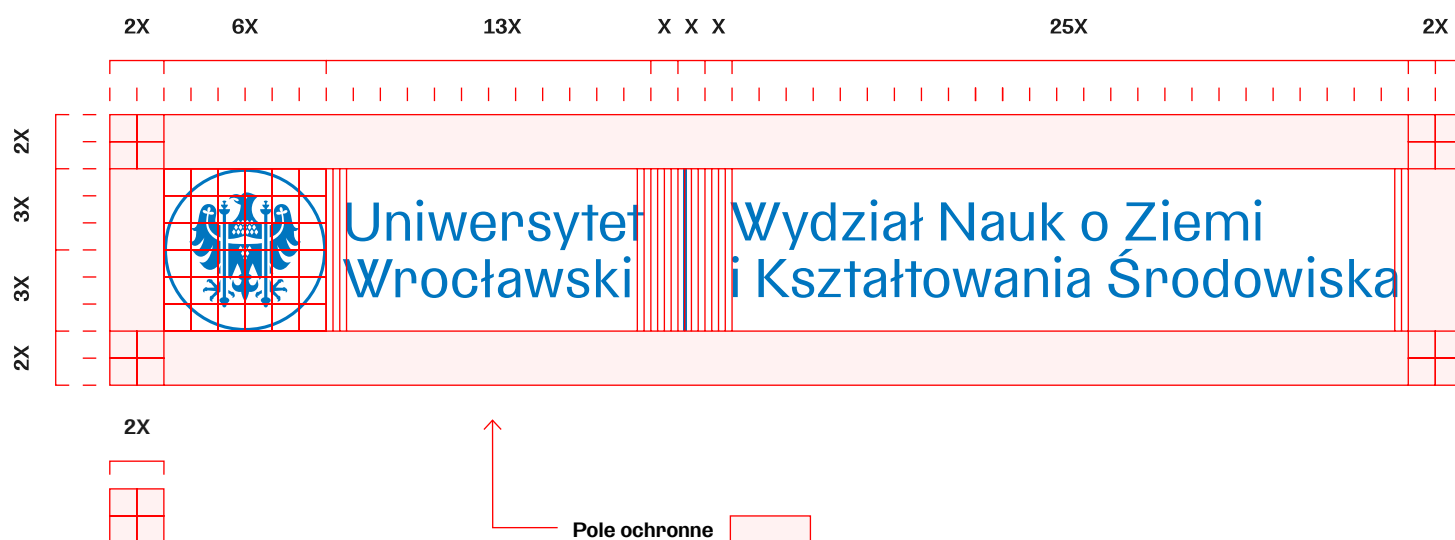 2X 6X 13X X X X 25X 2X
2X
3X
3X
2X
Uniwersytet
Wrocławski
Wydział Nauk o Ziemi
i Kształtowania Środowiska
2X
Pole ochronne